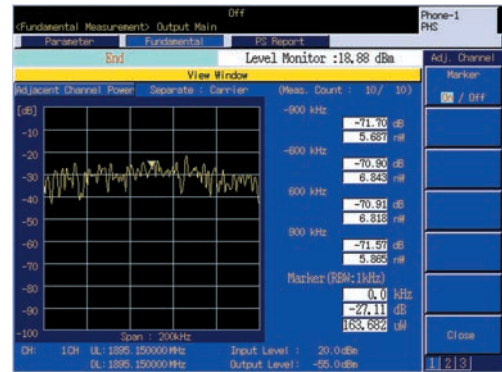 Off
<Fundamental Measurement> Output Main
Phone-1
PHS
Parameter Fundamental PS Report
End Level Monitor :18.88 dBm Adj. Channel
View Window
Marker
On / Off
Adjacent Channel Power Separate : Carrier (Meas. Count : 10/ 10)
[dB]
-10
-20
-30
-40
-50
-60
-70
-80
-90
-100
-900 kHz
-71.70 dB
5.687 nW
-600 kHz
-70.90 dB
6.843 nW
600 kHz
-70.91 dB
6.818 nW
900 kHz
-71.57 dB
5.865 nW
Marker(RBW:1kHz)
0.0 kHz
-27.11 dB
163.682 uW
Span : 200kHz
Close
CH: 1CH UL: 1895.150000MHz Input Level : 20.0dBm
DL: 1895.150000MHz Output Level: -55.0dBm
1 2 3